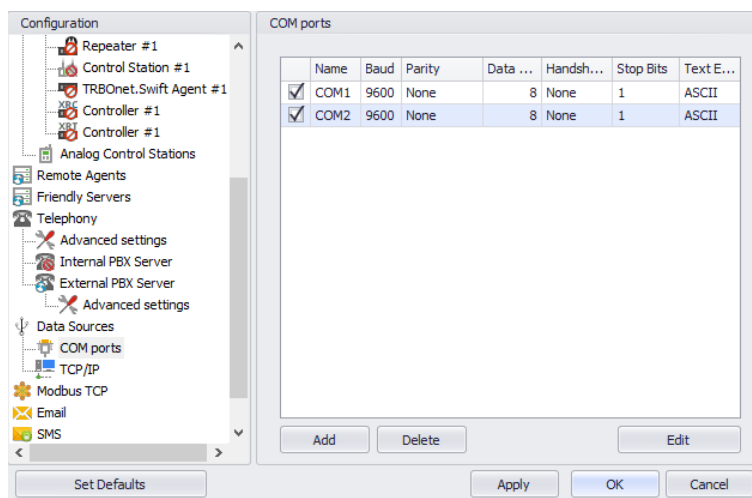 Configuration
Repeater #1
Control Station #1
TRBOnet.Swift Agent #1
XRC Controller #1
XRT Controller #1
Analog Control Stations
Remote Agents
Friendly Servers
Telephony
Advanced settings
Internal PBX Server
External PBX Server
Advanced settings
Data Sources
COM ports
TCP/IP
Modbus TCP
Email
SMS
Set Defaults
COM ports
Name Baud Parity Data ... Handsh... Stop Bits Text E...
COM1 9600 None 8 None 1 ASCII
COM2 9600 None 8 None 1 ASCII
Add Delete Edit
Apply OK Cancel